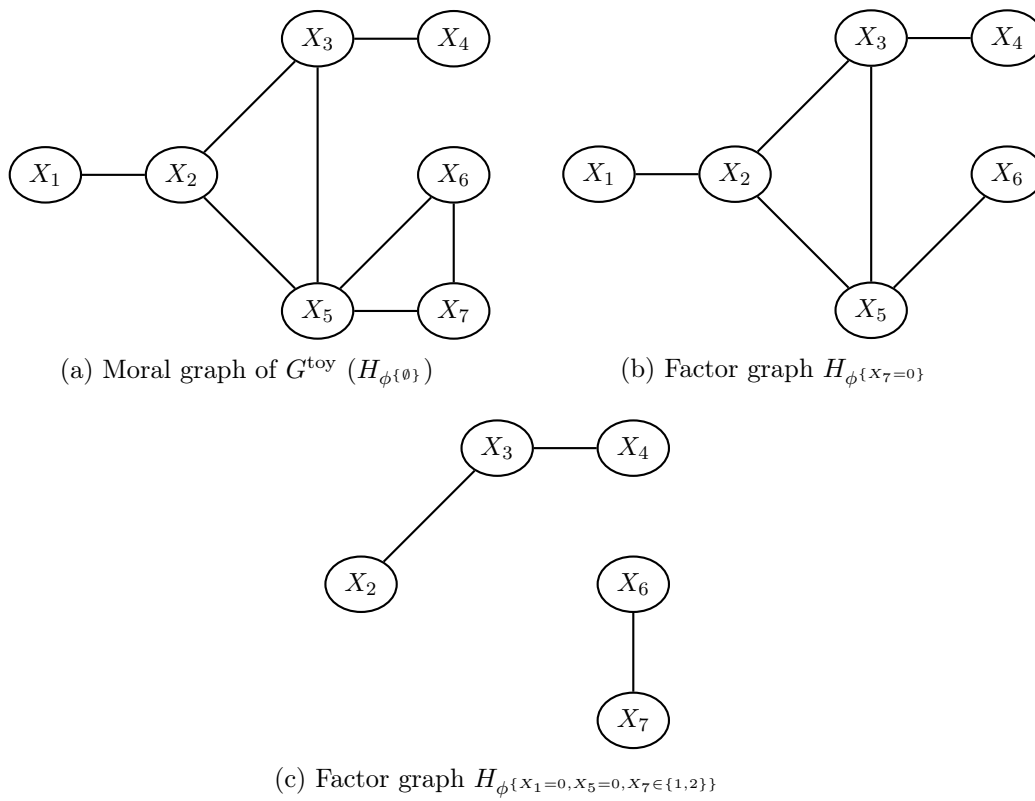 X₃ X₄ X₃ X₄
X₁ X₂ X₆ X₁ X₂ X₆
X₅ X₇ X₅
(a) Moral graph of G^toy (H_ϕ{∅}) (b) Factor graph H_ϕ{X₇=0}
X₃ X₄
X₂ X₆
X₇
(c) Factor graph H_ϕ{X₁=0,X₅=0,X₇∈{1,2}}